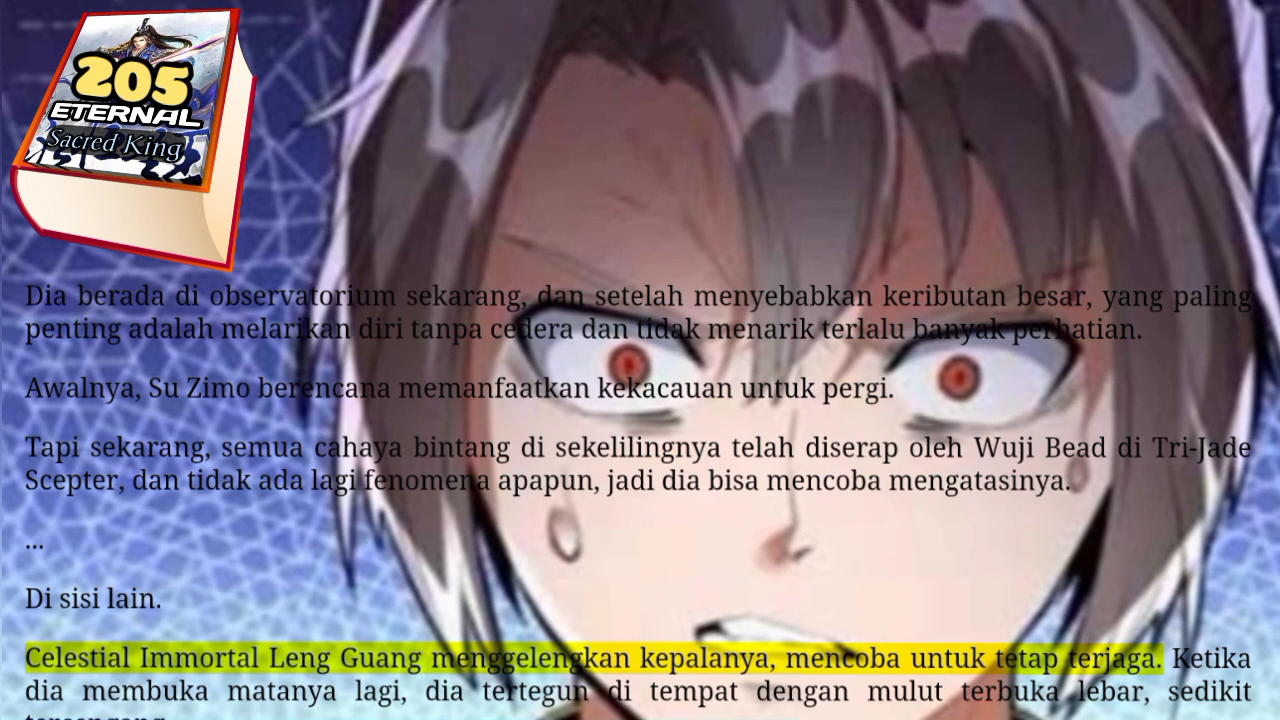 205
ETERNAL
Sacred King
Dia berada di observatorium sekarang, dan setelah menyebabkan keributan besar, yang paling
penting adalah melarikan diri tanpa cedera dan tidak menarik terlalu banyak perhatian.
Awalnya, Su Zimo berencana memanfaatkan kekacauan untuk pergi.
Tapi sekarang, semua cahaya bintang di sekelilingnya telah diserap oleh Wuji Bead di Tri-Jade
Scepter, dan tidak ada lagi fenomena apapun, jadi dia bisa mencoba mengatasinya.
...
Di sisi lain.
Celestial Immortal Leng Guang menggelengkan kepalanya, mencoba untuk tetap terjaga. Ketika
dia membuka matanya lagi, dia tertegun di tempat dengan mulut terbuka lebar, sedikit